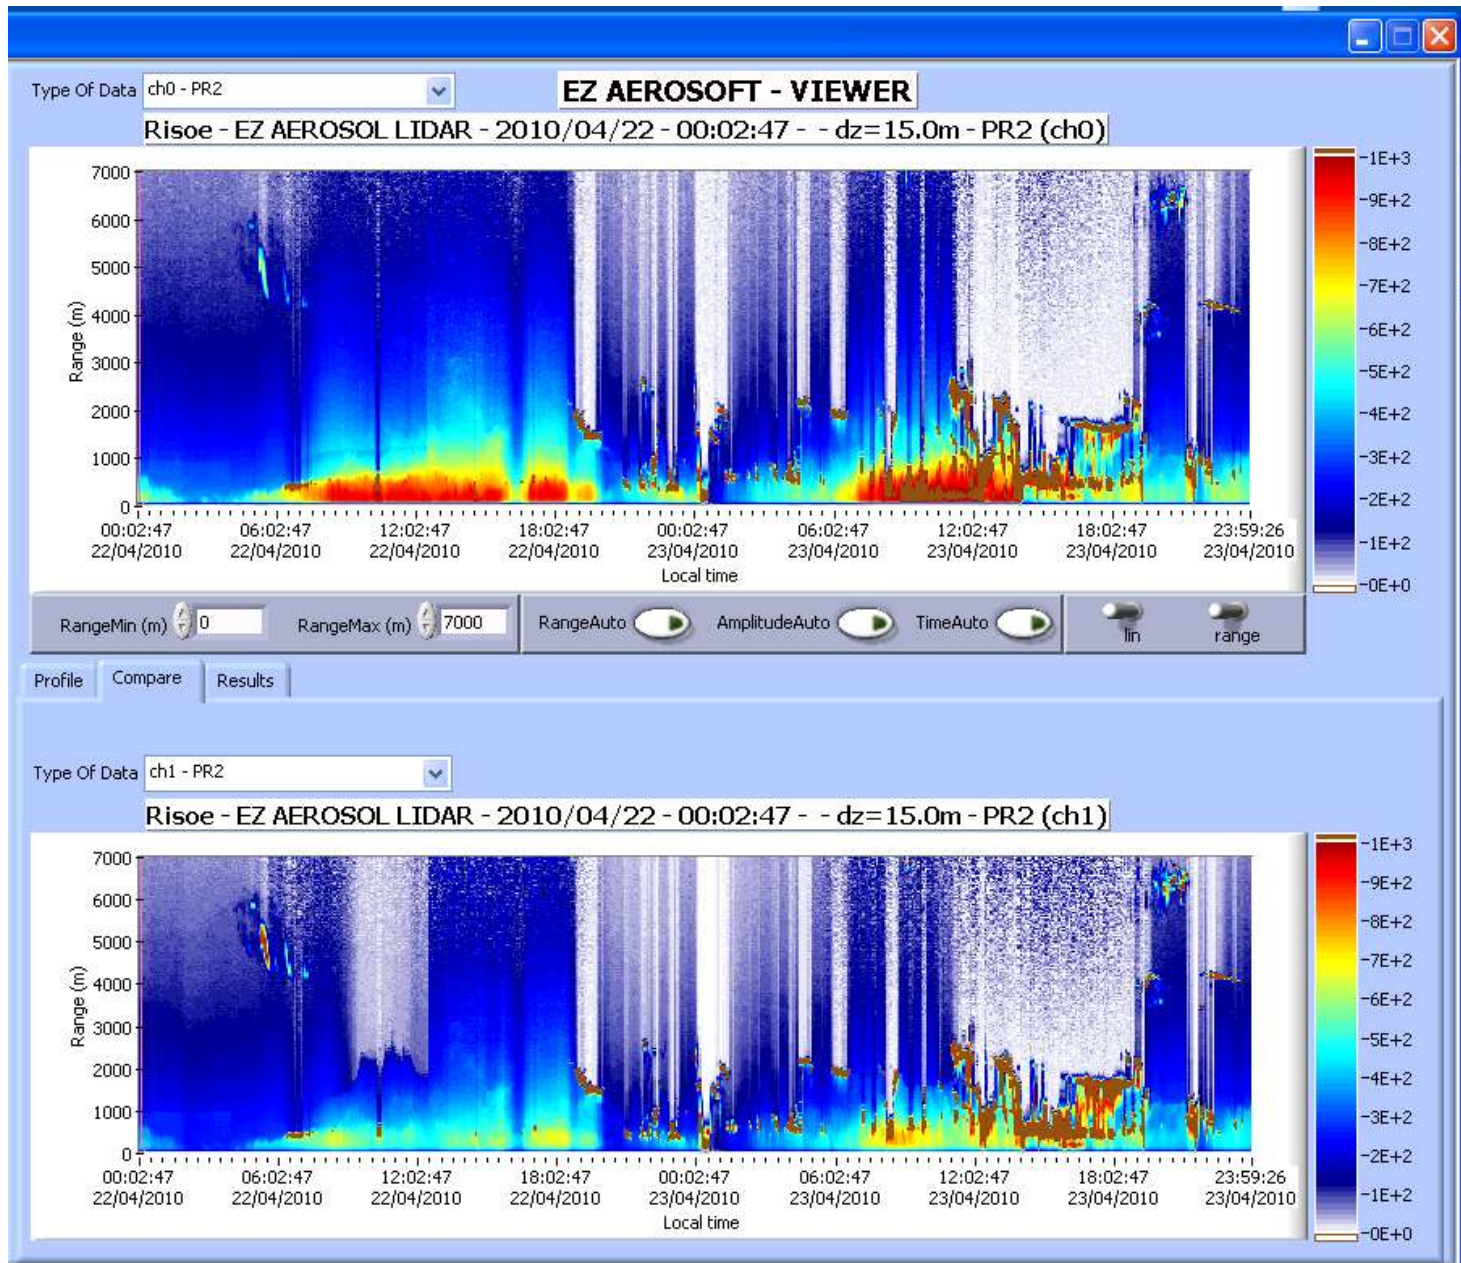 Type Of Data ch0 - PR2
EZ AEROSOFT - VIEWER
Risoe - EZ AEROSOL LIDAR - 2010/04/22 - 00:02:47 - - dz=15.0m - PR2 (ch0)
7000
6000
5000
4000
3000
2000
1000
0
Range (m)
00:02:47 06:02:47 12:02:47 18:02:47 00:02:47 06:02:47 12:02:47 18:02:47 23:59:26
22/04/2010 22/04/2010 22/04/2010 22/04/2010 23/04/2010 23/04/2010 23/04/2010 23/04/2010 23/04/2010
Local time
-1E+3
-9E+2
-8E+2
-7E+2
-6E+2
-5E+2
-4E+2
-3E+2
-2E+2
-1E+2
-0E+0
RangeMin (m) 0 RangeMax (m) 7000 RangeAuto AmplitudeAuto TimeAuto lin range
Profile Compare Results
Type Of Data ch1 - PR2
Risoe - EZ AEROSOL LIDAR - 2010/04/22 - 00:02:47 - - dz=15.0m - PR2 (ch1)
7000
6000
5000
4000
3000
2000
1000
0
Range (m)
00:02:47 06:02:47 12:02:47 18:02:47 00:02:47 06:02:47 12:02:47 18:02:47 23:59:26
22/04/2010 22/04/2010 22/04/2010 22/04/2010 23/04/2010 23/04/2010 23/04/2010 23/04/2010 23/04/2010
Local time
-1E+3
-9E+2
-8E+2
-7E+2
-6E+2
-5E+2
-4E+2
-3E+2
-2E+2
-1E+2
-0E+0